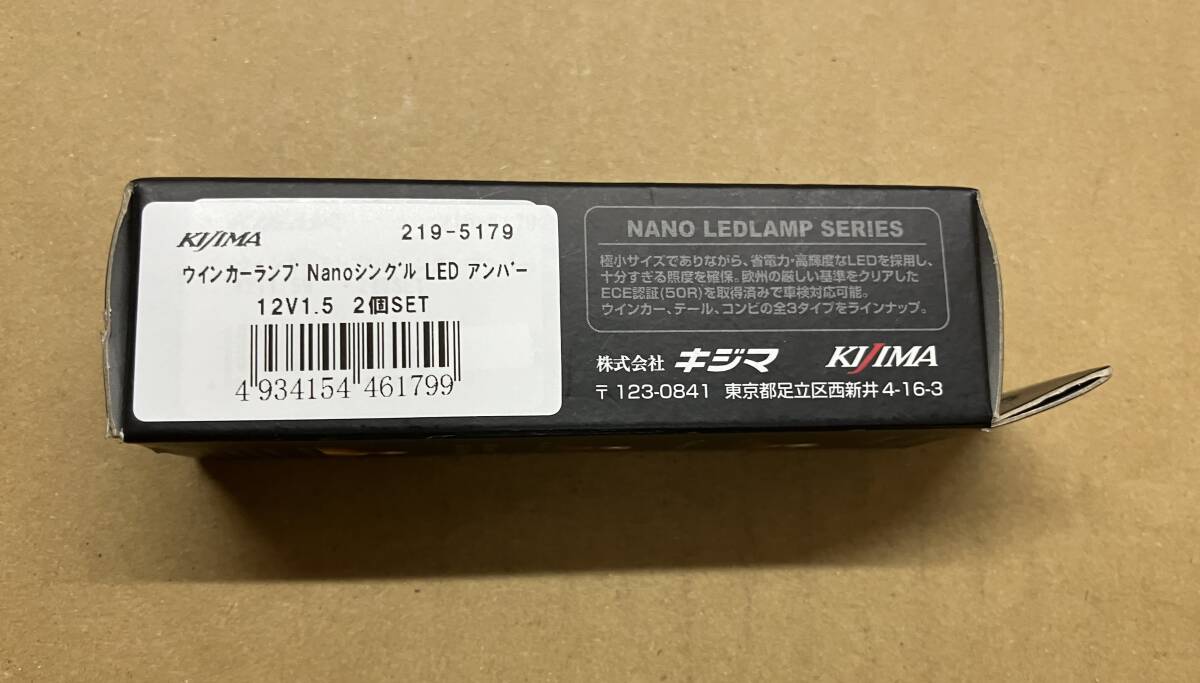 KIJIMA 219-5179
ウインカーランプ Nanoシングル LED アンバー
12V1.5 2個SET
4 934154 461799
NANO LEDLAMP SERIES
極小サイズでありながら、省電力・高輝度なLEDを採用し、
十分すぎる照度を確保。欧州の厳しい基準をクリアした
ECE認証(50R)を取得済みで車検対応可能。
ウインカー、テール、コンビの全3タイプをラインナップ。
株式会社 キジマ KIJIMA
〒123-0841 東京都足立区西新井4-16-3